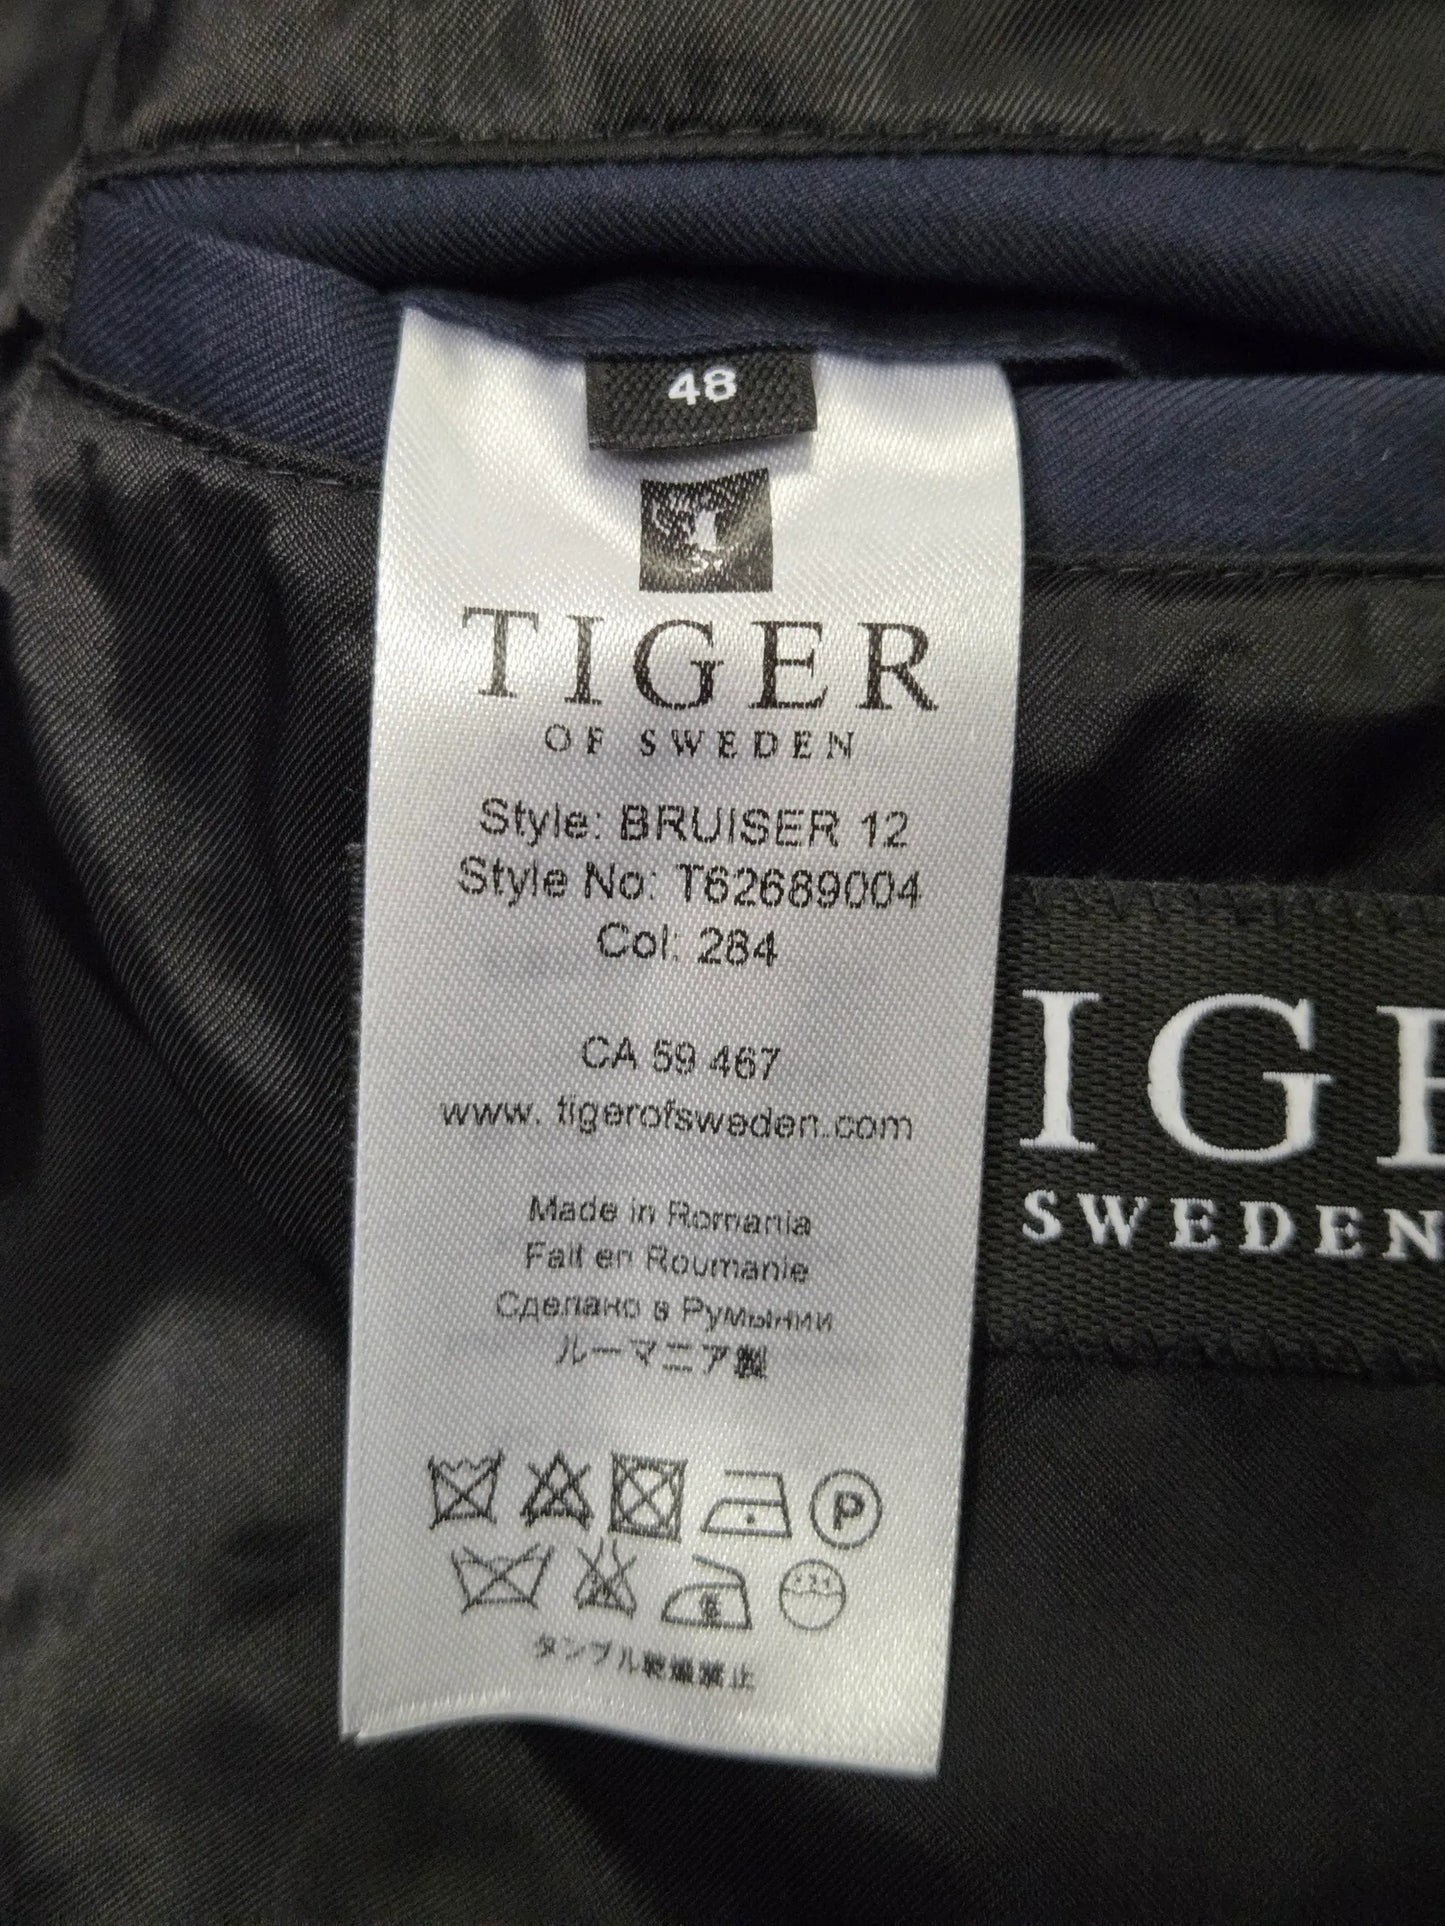 48
TIGER
OF SWEDEN
Style: BRUISER 12
Style No: T62689004
Col: 284
CA 59 467
www. tigerofsweden.com
Made in Romania
Fait en Roumanie
Сделано в Румынии
ルーマニア製
P
タンブル乾燥禁止
IGE
SWEDEN